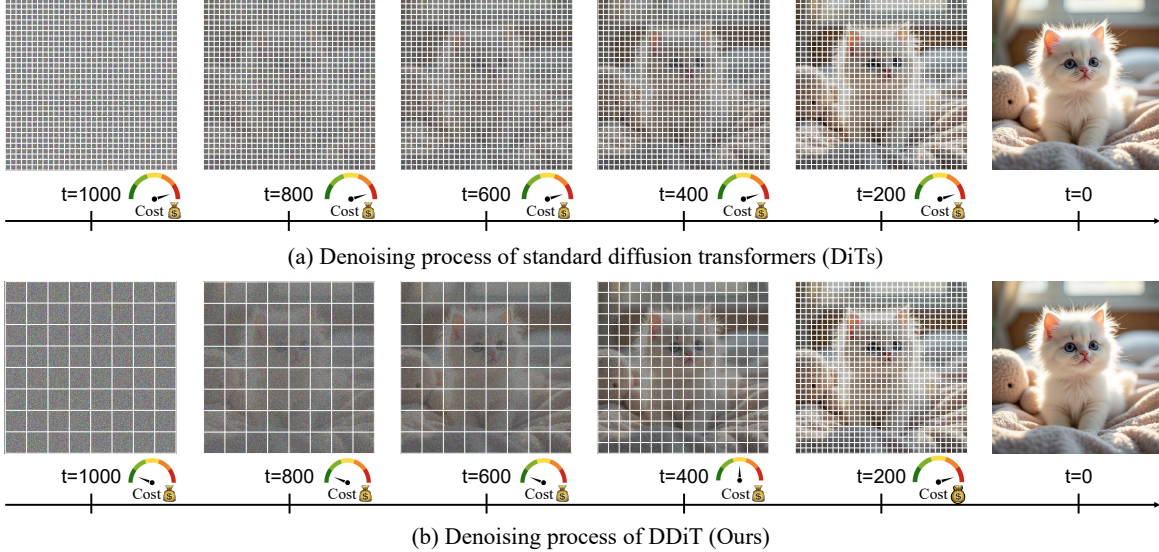 t=1000 Cost t=800 Cost t=600 Cost t=400 Cost t=200 Cost t=0
(a) Denoising process of standard diffusion transformers (DiTs)
t=1000 Cost t=800 Cost t=600 Cost t=400 Cost t=200 Cost t=0
(b) Denoising process of DDiT (Ours)